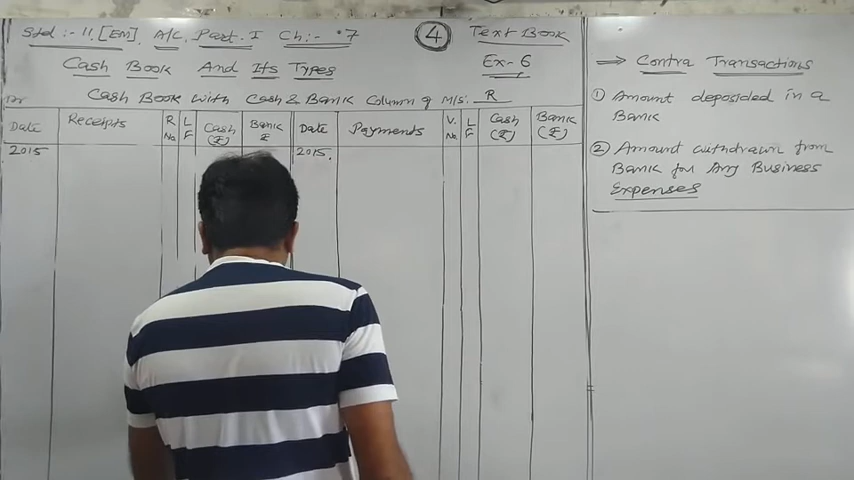 Std :- 11. [EM]. A/C. Part. I Ch:- 7
4
Text Book
Cash Book And Its Types
Ex- 6
Dr Cash Book with Cash & Bank Column of M/s. R
Date Receipts R No L F Cash (₹) Bank ₹ Date Payments V. No. L F Cash (₹) Bank (₹)
2015 2015.
⇒ Contra Transactions
① Amount deposided in a
Bank
② Amount withdrawn from
Bank for Any Business
Expenses